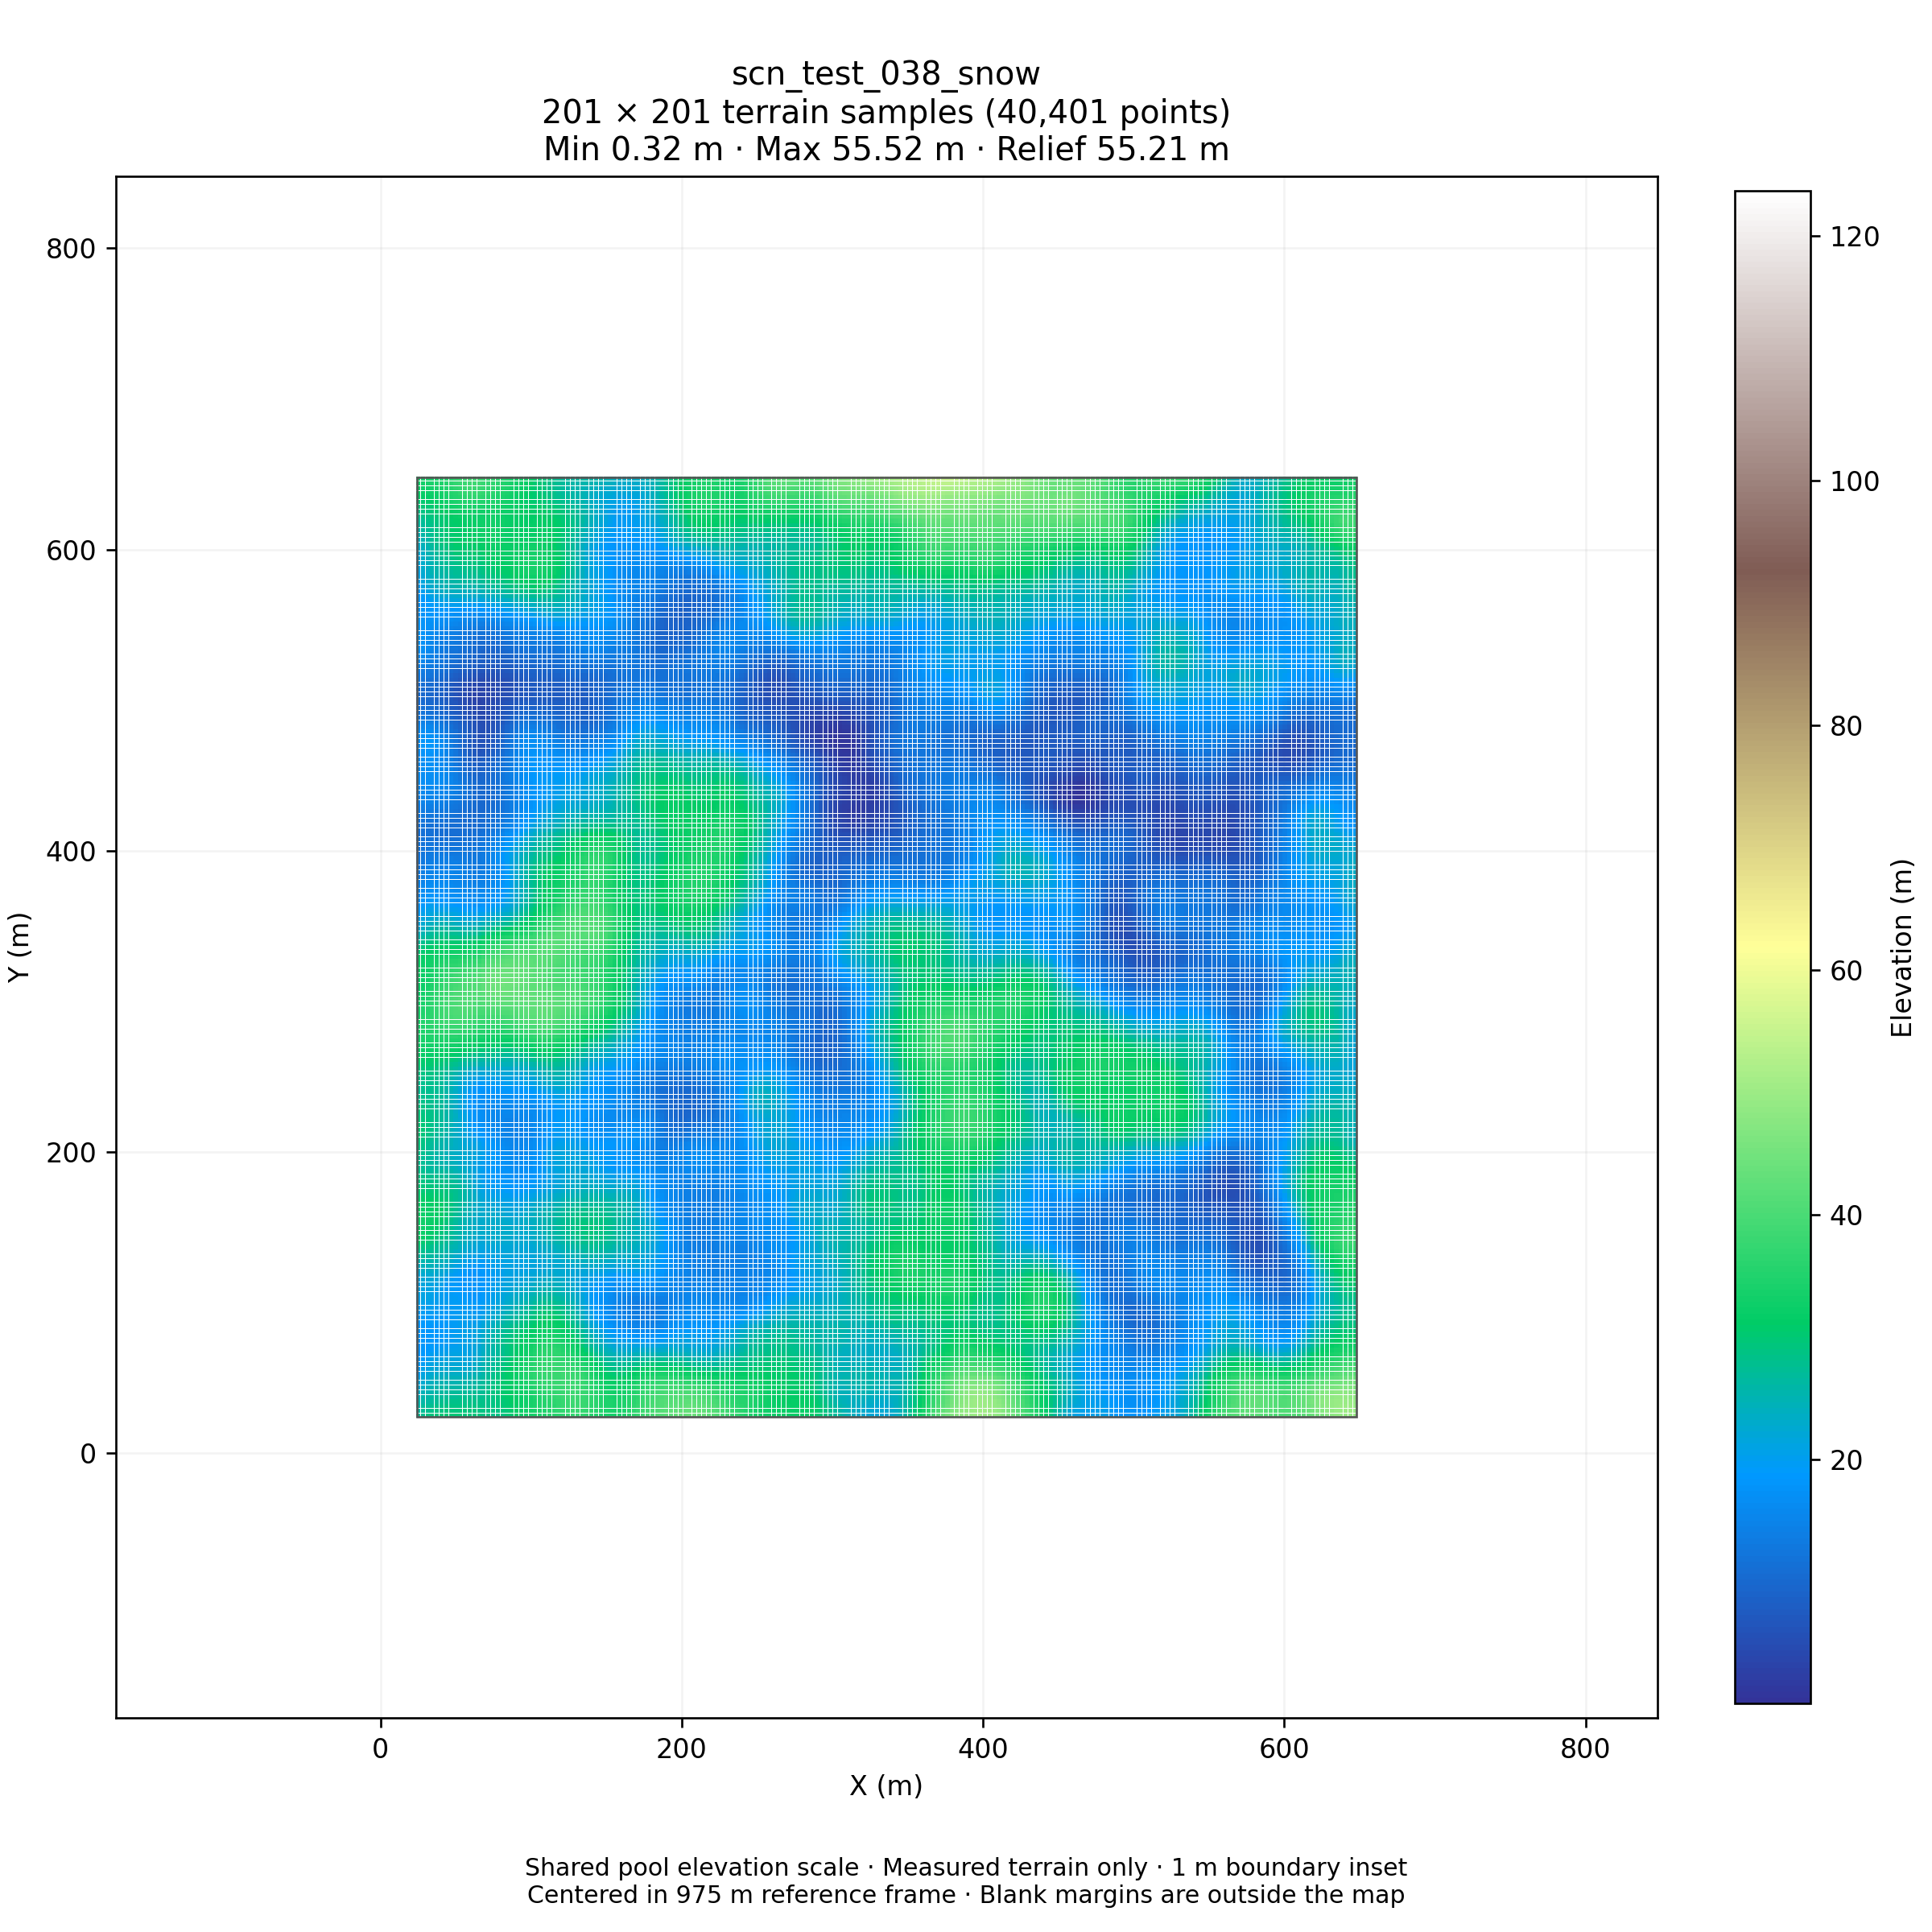 scn_test_038_snow
201 × 201 terrain samples (40,401 points)
Min 0.32 m · Max 55.52 m · Relief 55.21 m
800
600
400
200
0
Y (m)
0
200
400
600
800
X (m)
120
100
80
60
40
20
Elevation (m)
Shared pool elevation scale · Measured terrain only · 1 m boundary inset
Centered in 975 m reference frame · Blank margins are outside the map